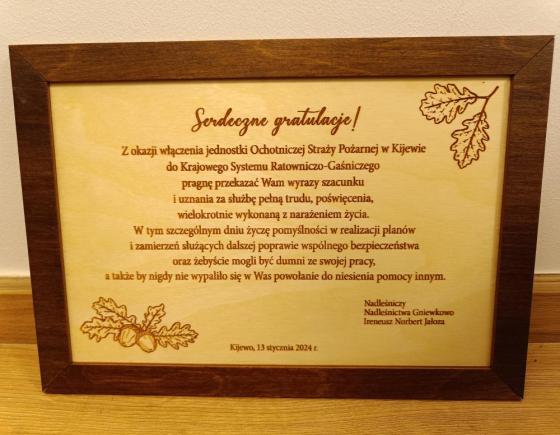 Serdeczne gratulacje!
Z okazji włączenia jednostki Ochotniczej Straży Pożarnej w Kijewie
do Krajowego Systemu Ratowniczo-Gaśniczego
pragnę przekazać Wam wyrazy szacunku
i uznania za służbę pełną trudu, poświęcenia,
wielokrotnie wykonaną z narażeniem życia.
W tym szczególnym dniu życzę pomyślności w realizacji planów
i zamierzeń służących dalszej poprawie wspólnego bezpieczeństwa
oraz żebyście mogli być dumni ze swojej pracy,
a także by nigdy nie wypaliło się w Was powołanie do niesienia pomocy innym.
Nadleśniczy
Nadleśnictwa Gniewkowo
Ireneusz Norbert Jałoza
Kijewo, 13 stycznia 2024 r.